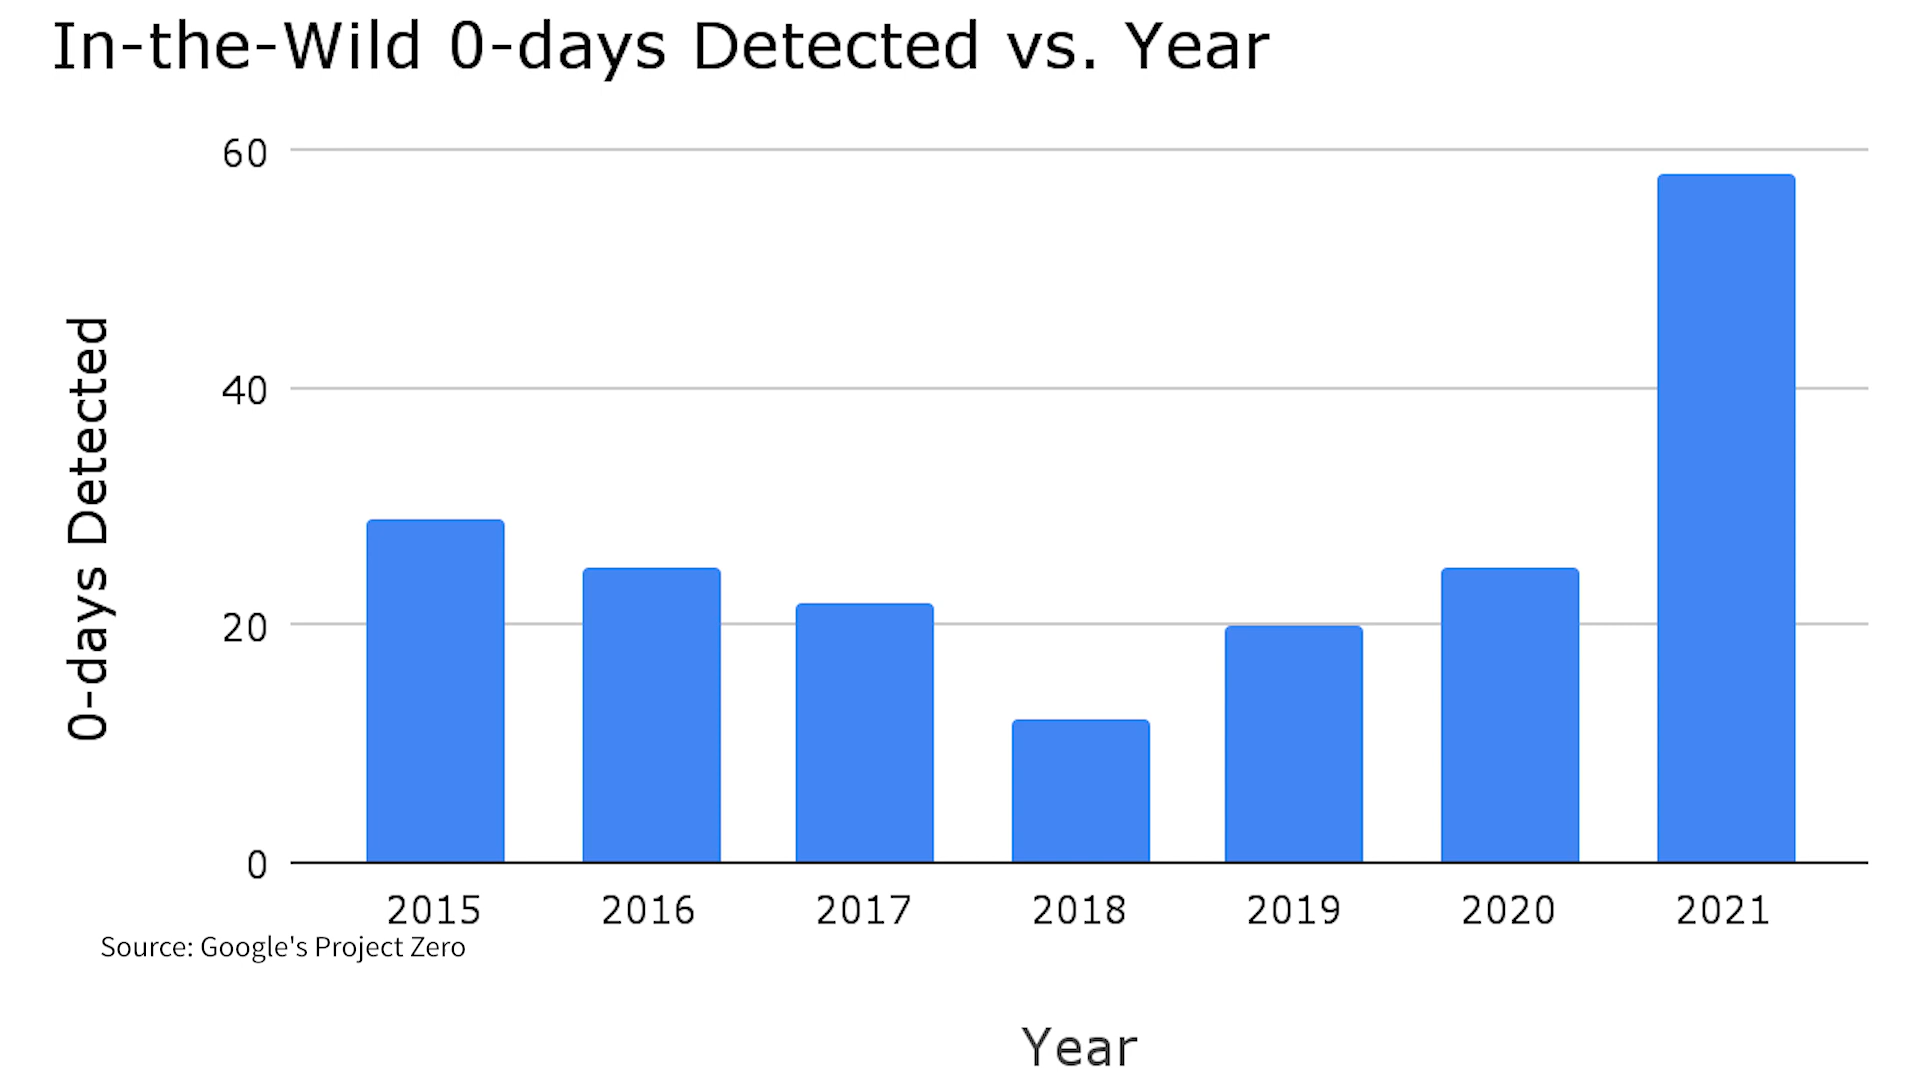 In-the-Wild 0-days Detected vs. Year
0-days Detected
60
40
20
0
2015 2016 2017 2018 2019 2020 2021
Source: Google's Project Zero
Year